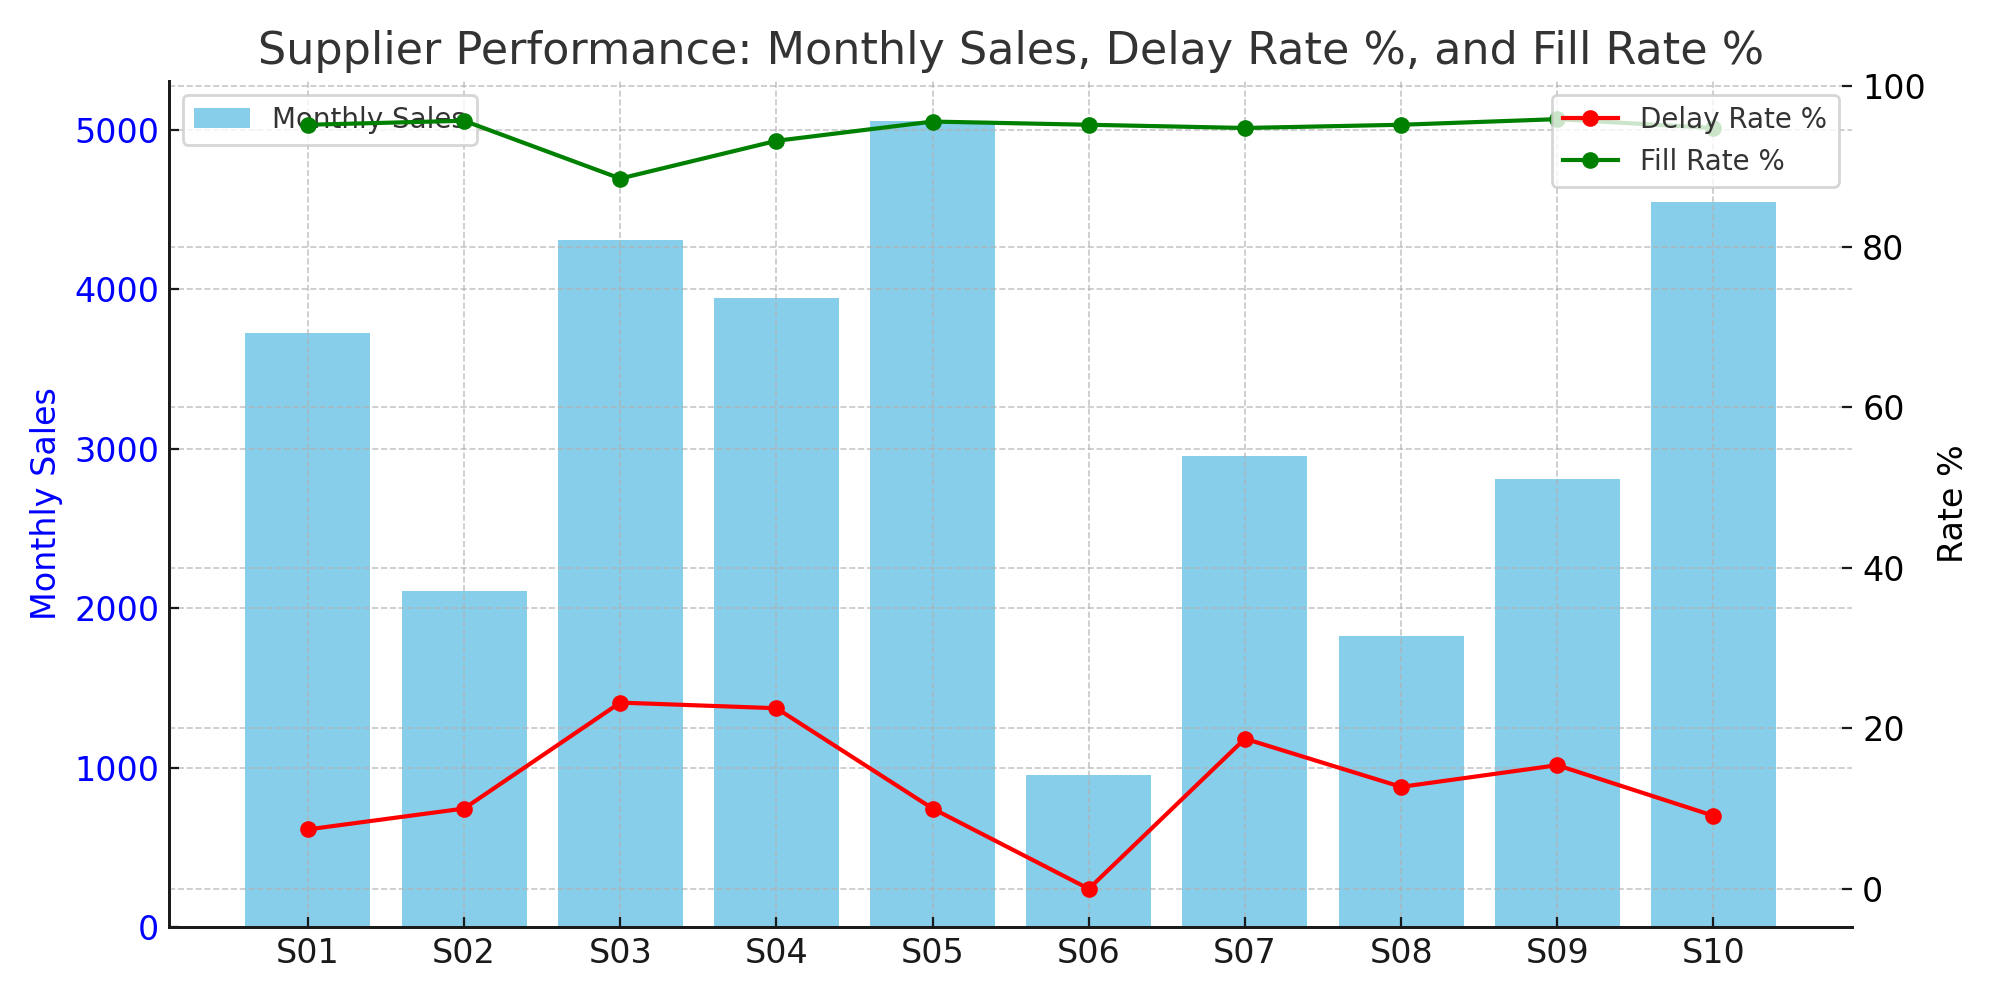 Supplier Performance: Monthly Sales, Delay Rate %, and Fill Rate %
Monthly Sales
Delay Rate %
Fill Rate %
Monthly Sales
5000
4000
3000
2000
1000
0
100
80
60
40
20
0
Rate %
S01 S02 S03 S04 S05 S06 S07 S08 S09 S10